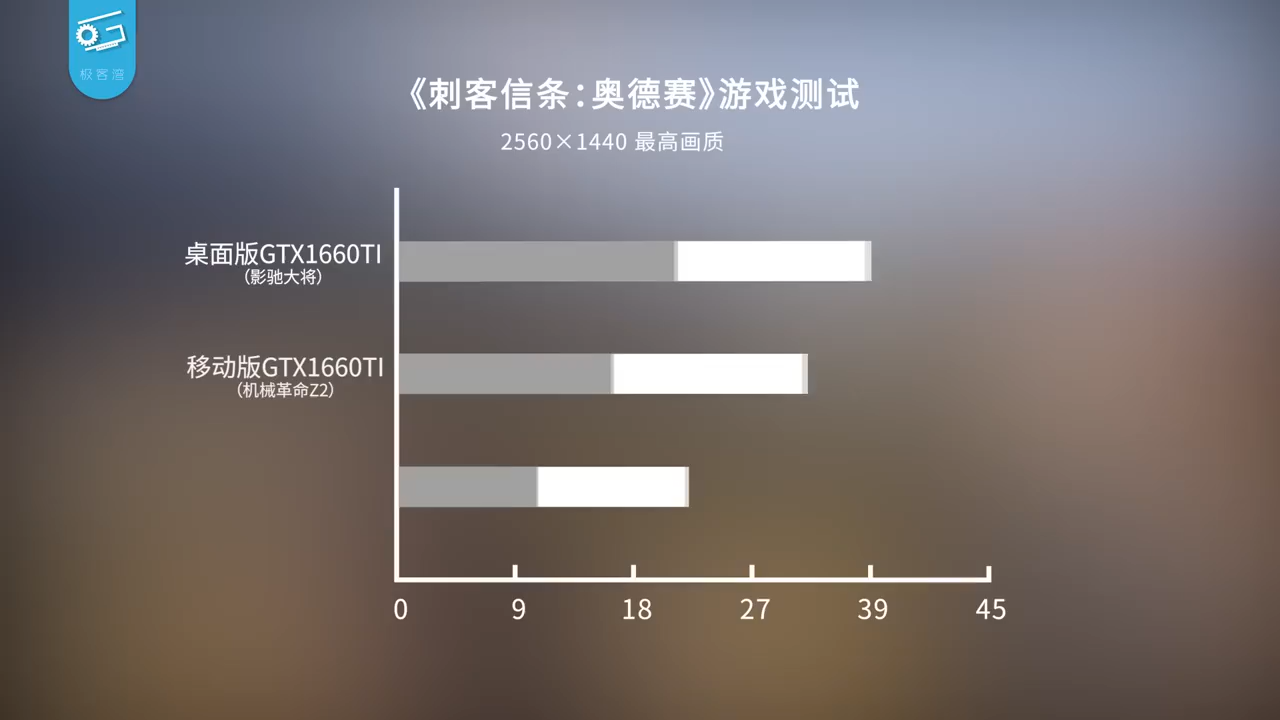 极客湾
《刺客信条：奥德赛》游戏测试
2560×1440 最高画质
桌面版GTX1660TI
（影驰大将）
移动版GTX1660TI
（机械革命Z2）
0 9 18 27 39 45